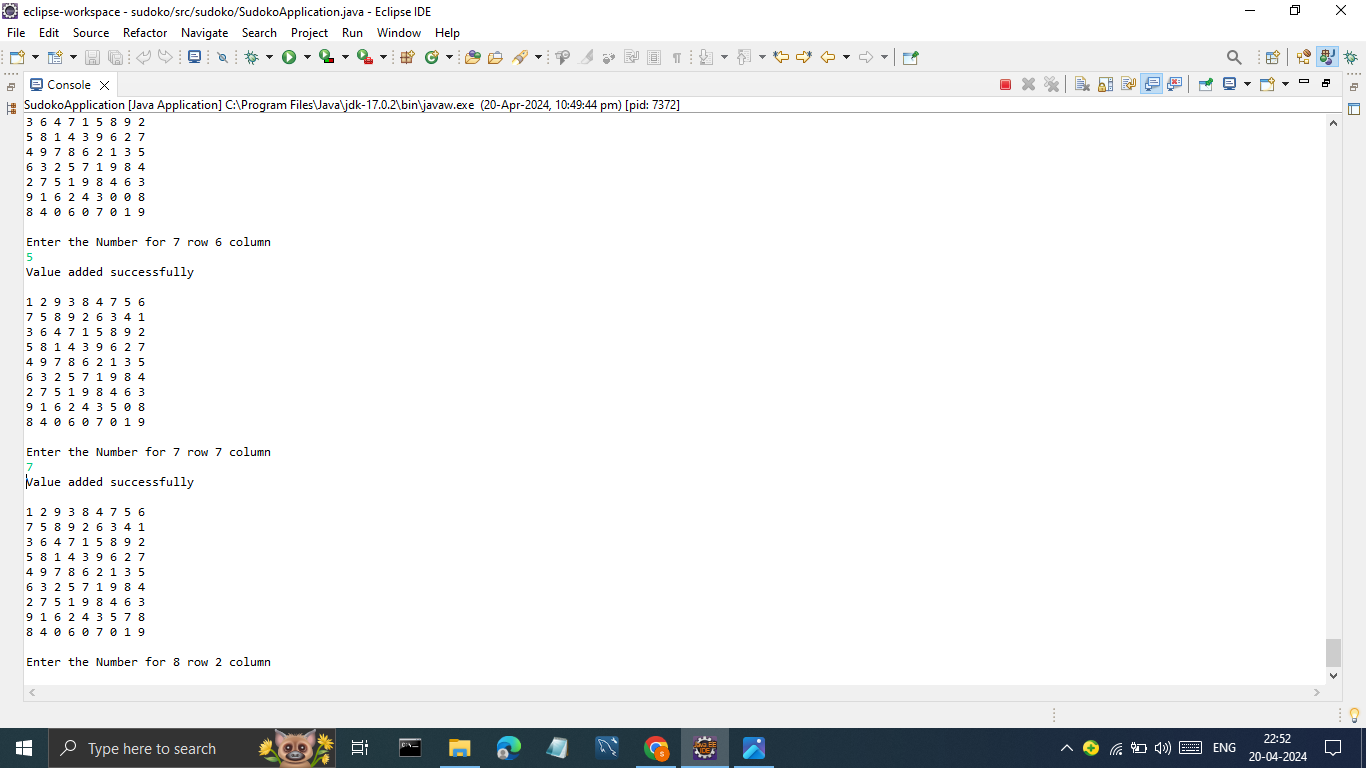 eclipse-workspace - sudoko/src/sudoko/SudokoApplication.java - Eclipse IDE
File Edit Source Refactor Navigate Search Project Run Window Help
Console
SudokoApplication [Java Application] C:\Program Files\Java\jdk-17.0.2\bin\javaw.exe (20-Apr-2024, 10:49:44 pm) [pid: 7372]
3 6 4 7 1 5 8 9 2
5 8 1 4 3 9 6 2 7
4 9 7 8 6 2 1 3 5
6 3 2 5 7 1 9 8 4
2 7 5 1 9 8 4 6 3
9 1 6 2 4 3 0 0 8
8 4 0 6 0 7 0 1 9
Enter the Number for 7 row 6 column
5
Value added successfully
1 2 9 3 8 4 7 5 6
7 5 8 9 2 6 3 4 1
3 6 4 7 1 5 8 9 2
5 8 1 4 3 9 6 2 7
4 9 7 8 6 2 1 3 5
6 3 2 5 7 1 9 8 4
2 7 5 1 9 8 4 6 3
9 1 6 2 4 3 5 0 8
8 4 0 6 0 7 0 1 9
Enter the Number for 7 row 7 column
7
Value added successfully
1 2 9 3 8 4 7 5 6
7 5 8 9 2 6 3 4 1
3 6 4 7 1 5 8 9 2
5 8 1 4 3 9 6 2 7
4 9 7 8 6 2 1 3 5
6 3 2 5 7 1 9 8 4
2 7 5 1 9 8 4 6 3
9 1 6 2 4 3 5 7 8
8 4 0 6 0 7 0 1 9
Enter the Number for 8 row 2 column
Type here to search
ENG
22:52
20-04-2024